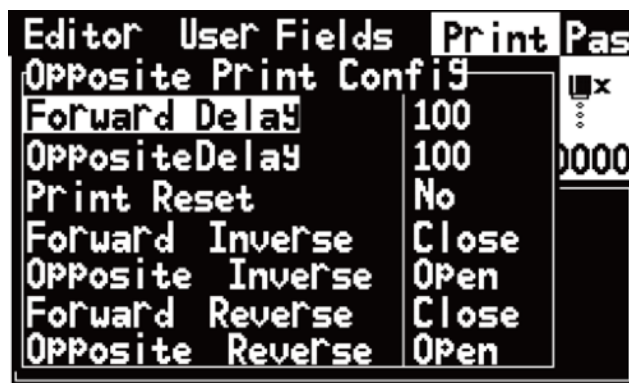 Editor User Fields Print Pas
Opposite Print Config
Forward Delay 100
OppositeDelay 100
Print Reset No
Forward Inverse Close
Opposite Inverse Open
Forward Reverse Close
Opposite Reverse Open
x
0000